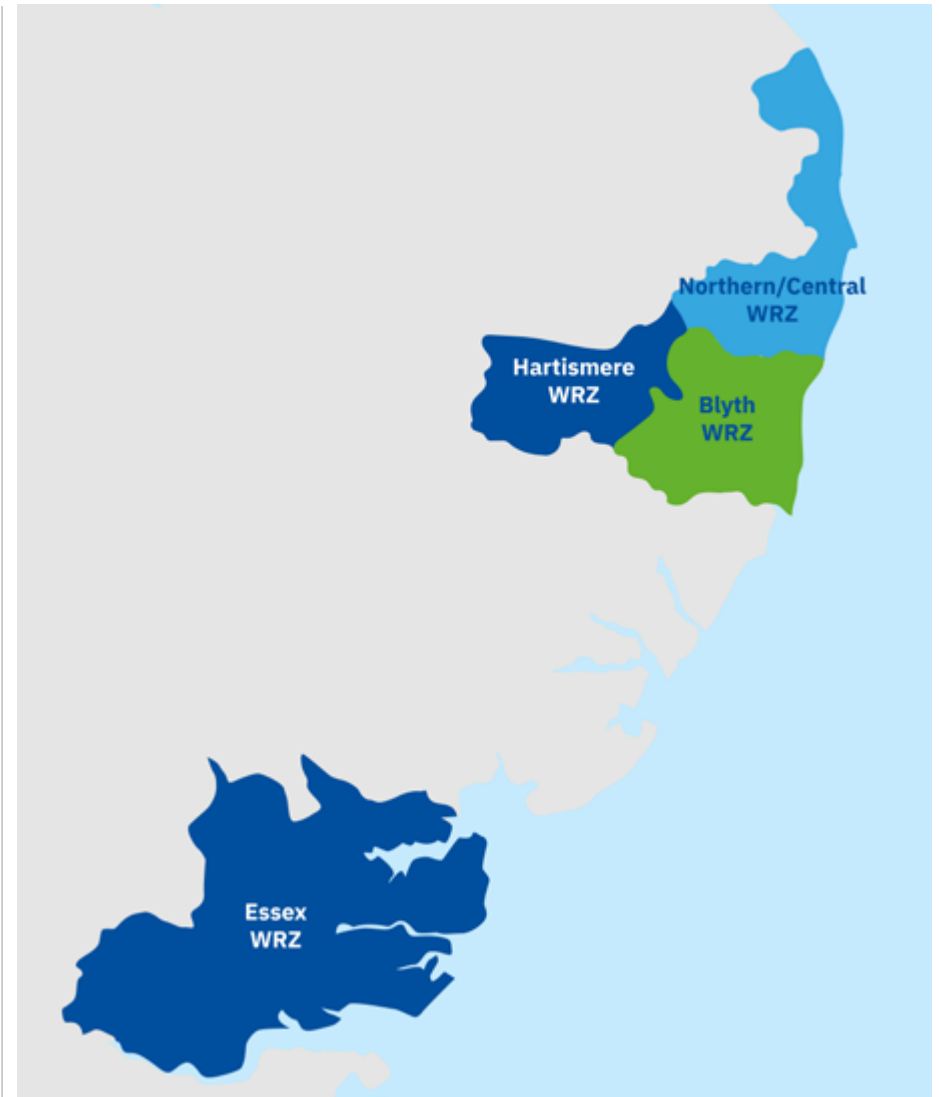 Northern/Central
WRZ
Hartismere
WRZ
Blyth
WRZ
Essex
WRZ